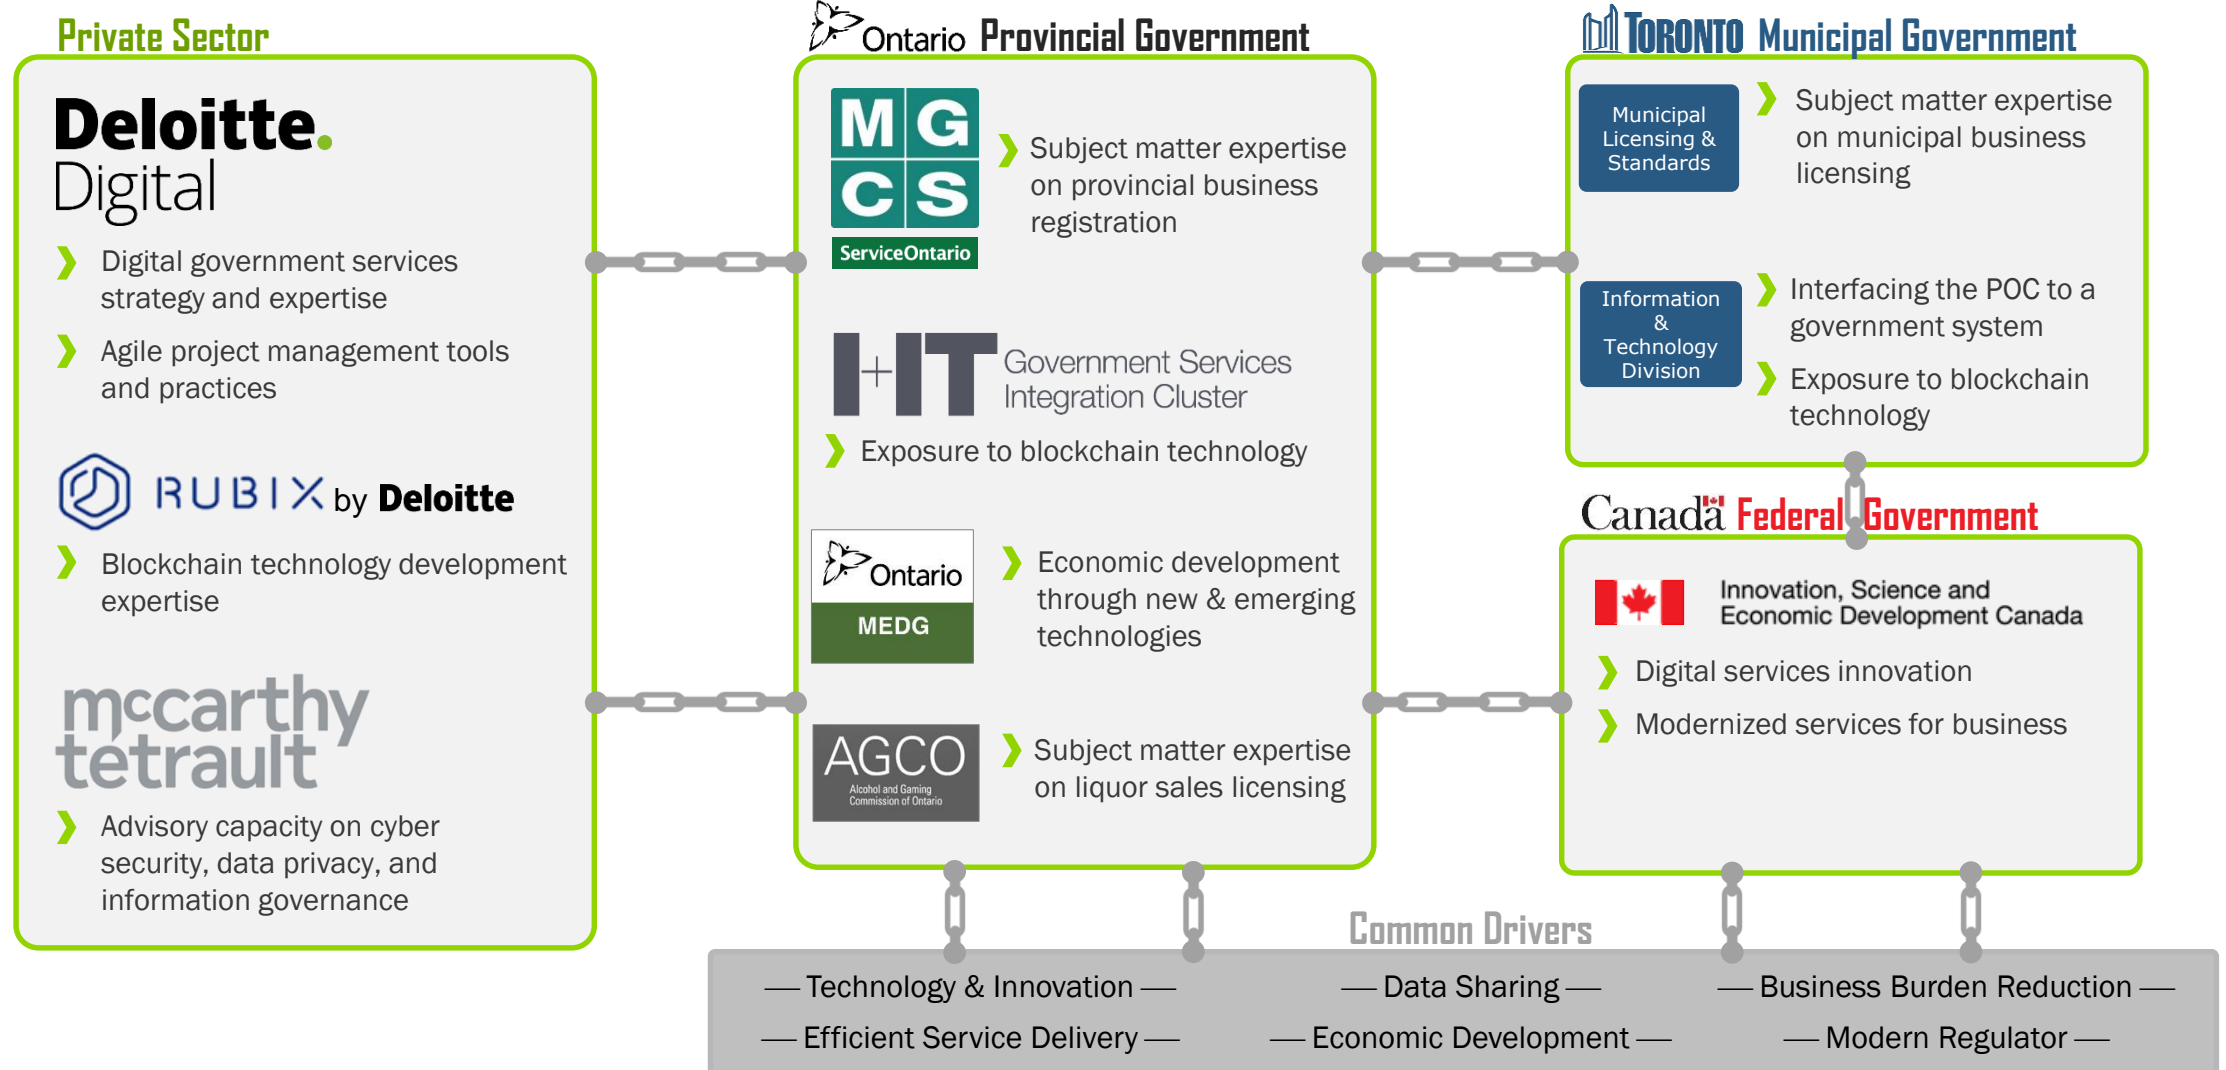 Private Sector
Deloitte.
Digital
Digital government services
strategy and expertise
Agile project management tools
and practices
RUBIX by Deloitte
Blockchain technology development
expertise
mccarthy
tétrault
Advisory capacity on cyber
security, data privacy, and
information governance
Ontario Provincial Government
MG
CS
ServiceOntario
Subject matter expertise
on provincial business
registration
I+IT
Government Services
Integration Cluster
Exposure to blockchain technology
Ontario
MEDG
Economic development
through new & emerging
technologies
AGCO
Alcohol and Gaming
Commission of Ontario
Subject matter expertise
on liquor sales licensing
TORONTO Municipal Government
Municipal
Licensing &
Standards
Subject matter expertise
on municipal business
licensing
Information
&
Technology
Division
Interfacing the POC to a
government system
Exposure to blockchain
technology
Canada Federal Government
Innovation, Science and
Economic Development Canada
Digital services innovation
Modernized services for business
Common Drivers
— Technology & Innovation — — Data Sharing — — Business Burden Reduction —
— Efficient Service Delivery — — Economic Development — — Modern Regulator —